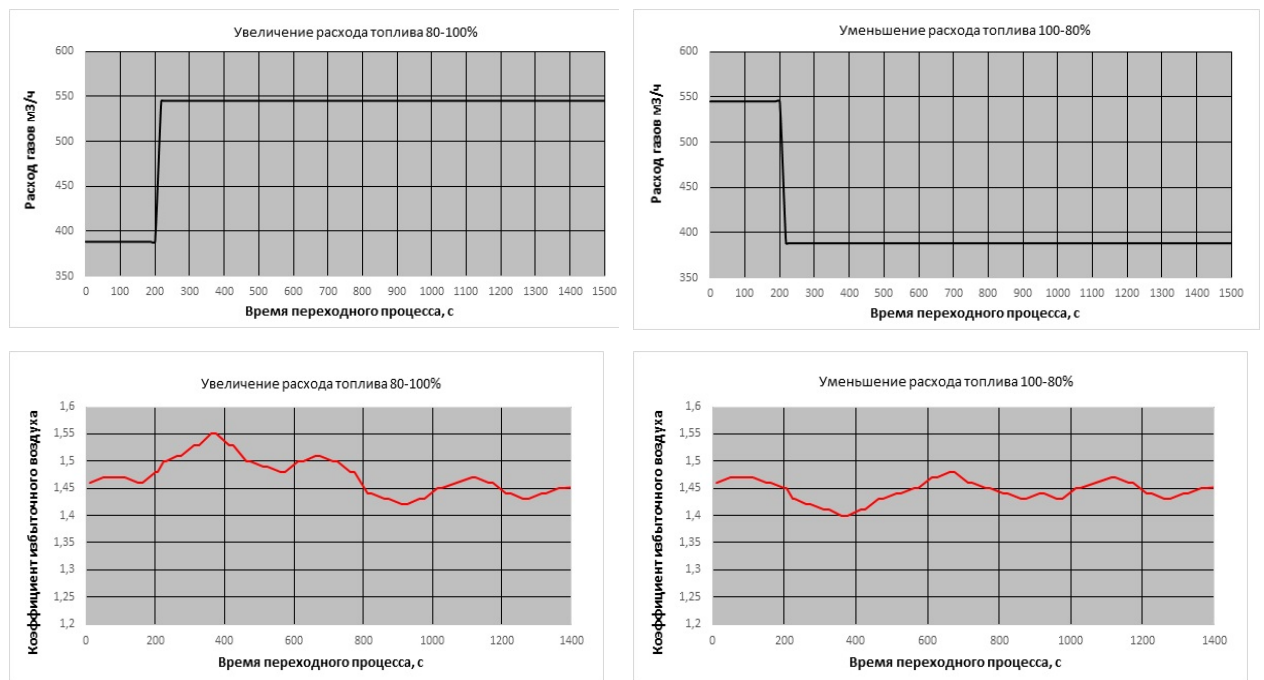 Увеличение расхода топлива 80-100%
Расход газов м3/ч
600
550
500
450
400
350
0 100 200 300 400 500 600 700 800 900 1000 1100 1200 1300 1400 1500
Время переходного процесса, с
Уменьшение расхода топлива 100-80%
Расход газов м3/ч
600
550
500
450
400
350
0 100 200 300 400 500 600 700 800 900 1000 1100 1200 1300 1400 1500
Время переходного процесса, с
Увеличение расхода топлива 80-100%
Коэффициент избыточного воздуха
1,6
1,55
1,5
1,45
1,4
1,35
1,3
1,25
1,2
0 200 400 600 800 1000 1200 1400
Время переходного процесса, с
Уменьшение расхода топлива 100-80%
Коэффициент избыточного воздуха
1,6
1,55
1,5
1,45
1,4
1,35
1,3
1,25
1,2
0 200 400 600 800 1000 1200 1400
Время переходного процесса, с